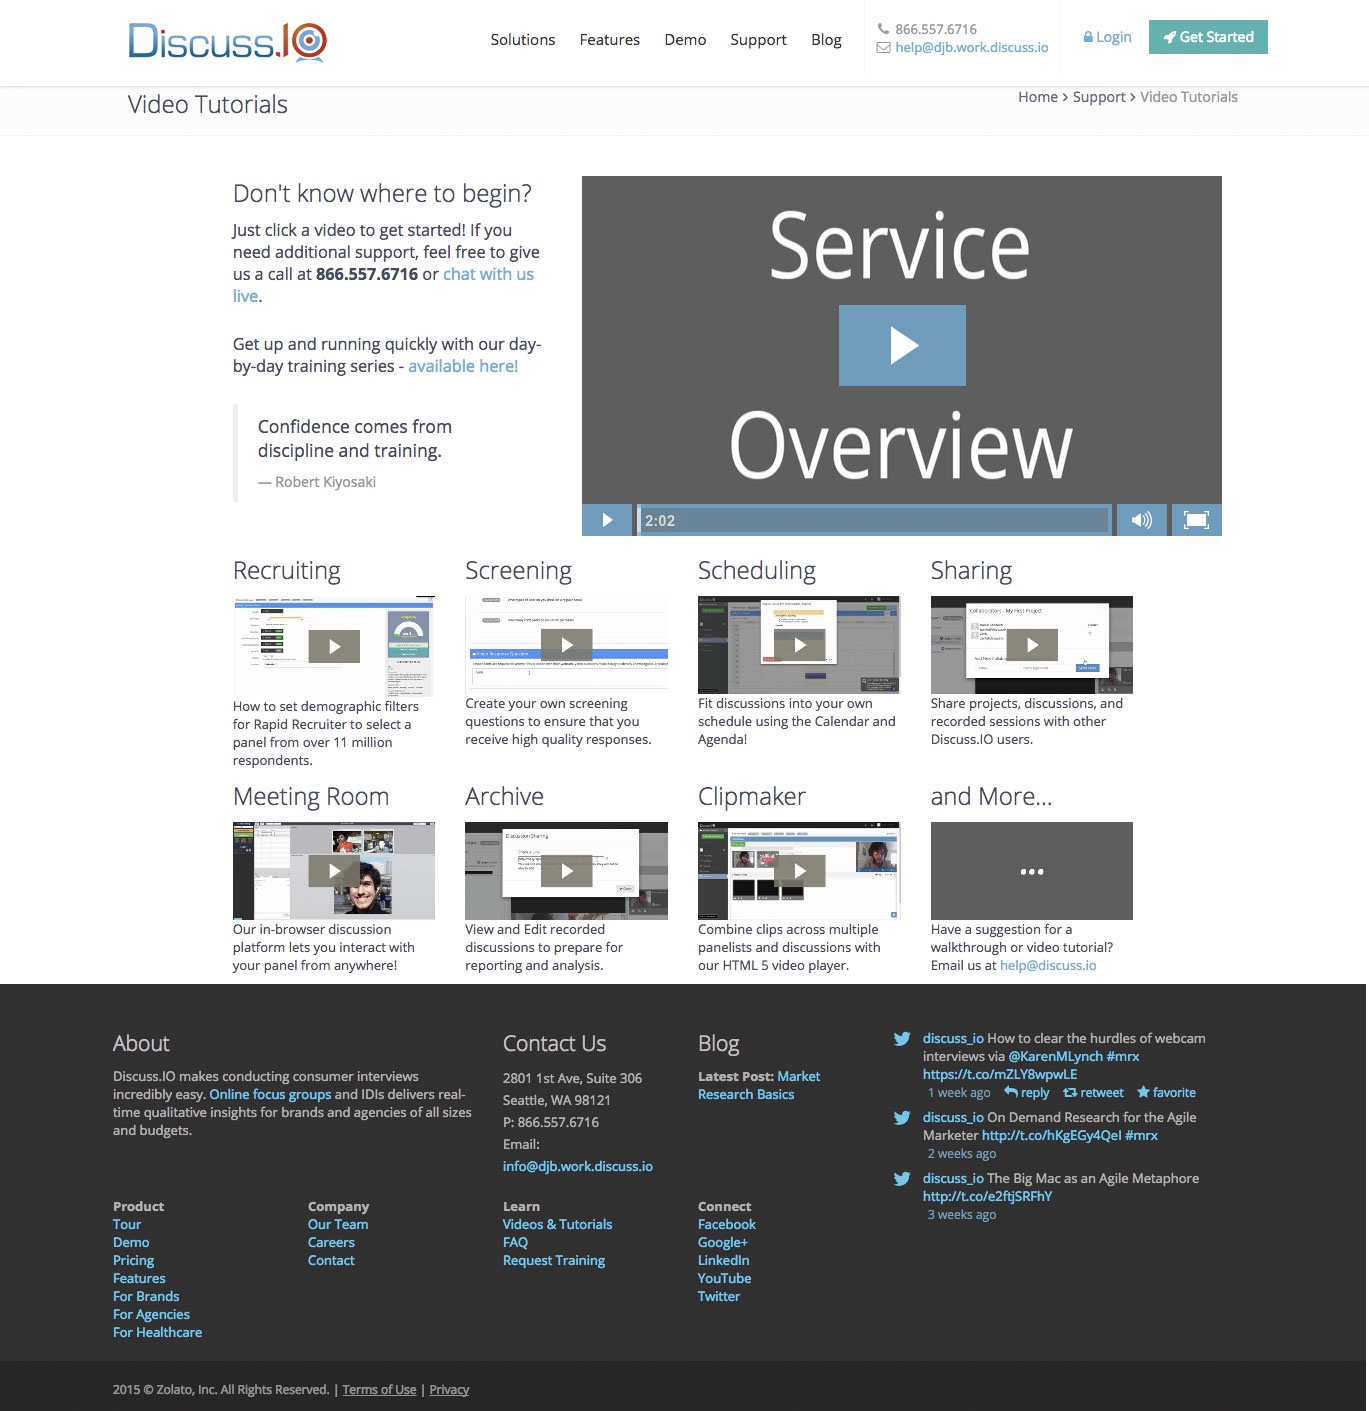 Discuss.IO
Solutions Features Demo Support Blog
866.557.6716
help@djb.work.discuss.io
Login
Get Started
Video Tutorials
Home > Support > Video Tutorials
Don't know where to begin?
Just click a video to get started! If you
need additional support, feel free to give
us a call at 866.557.6716 or chat with us
live.
Get up and running quickly with our day-
by-day training series - available here!
Confidence comes from
discipline and training.
— Robert Kiyosaki
Service
Overview
2:02
Recruiting
How to set demographic filters
for Rapid Recruiter to select a
panel from over 11 million
respondents.
Screening
Video Response Question
Create your own screening
questions to ensure that you
receive high quality responses.
Scheduling
Fit discussions into your own
schedule using the Calendar and
Agenda!
Sharing
Collaborators - My First Project
Share projects, discussions, and
recorded sessions with other
Discuss.IO users.
Meeting Room
Our in-browser discussion
platform lets you interact with
your panel from anywhere!
Archive
Discussion Sharing
View and Edit recorded
discussions to prepare for
reporting and analysis.
Clipmaker
Combine clips across multiple
panelists and discussions with
our HTML 5 video player.
and More...
Have a suggestion for a
walkthrough or video tutorial?
Email us at help@discuss.io
About
Discuss.IO makes conducting consumer interviews
incredibly easy. Online focus groups and IDIs delivers real-
time qualitative insights for brands and agencies of all sizes
and budgets.
Contact Us
2801 1st Ave, Suite 306
Seattle, WA 98121
P: 866.557.6716
Email:
info@djb.work.discuss.io
Blog
Latest Post: Market
Research Basics
discuss_io How to clear the hurdles of webcam
interviews via @KarenMLynch #mrx
https://t.co/mZLY8wpwLE
1 week ago reply retweet favorite
discuss_io On Demand Research for the Agile
Marketer http://t.co/hKgEGy4QeI #mrx
2 weeks ago
discuss_io The Big Mac as an Agile Metaphore
http://t.co/e2ftjSRFhY
3 weeks ago
Product
Tour
Demo
Pricing
Features
For Brands
For Agencies
For Healthcare
Company
Our Team
Careers
Contact
Learn
Videos & Tutorials
FAQ
Request Training
Connect
Facebook
Google+
LinkedIn
YouTube
Twitter
2015 © Zolato, Inc. All Rights Reserved. | Terms of Use | Privacy